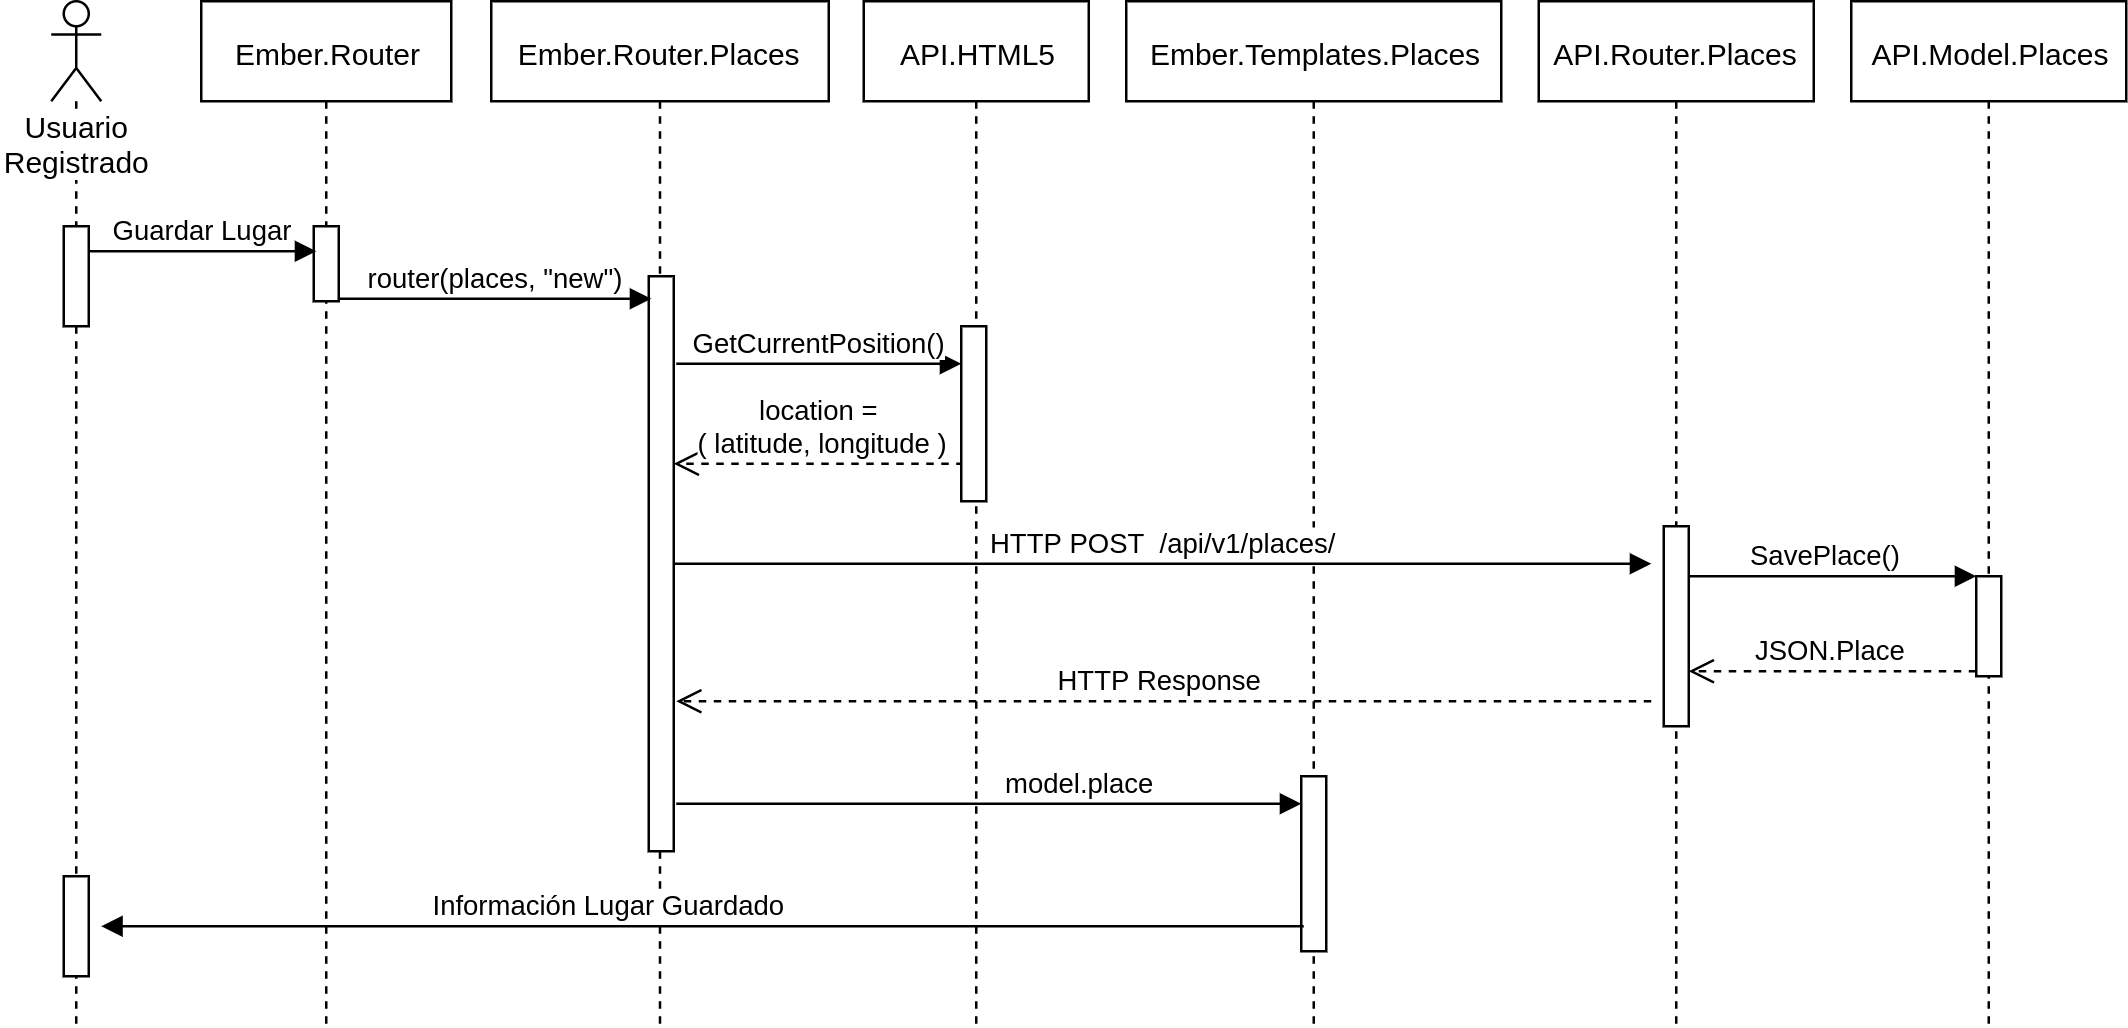 Ember.Router
Ember.Router.Places
API.HTML5
Ember.Templates.Places
API.Router.Places
API.Model.Places
Usuario
Registrado
Guardar Lugar
router(places, "new")
GetCurrentPosition()
location =
( latitude, longitude )
HTTP POST  /api/v1/places/
SavePlace()
JSON.Place
HTTP Response
model.place
Información Lugar Guardado